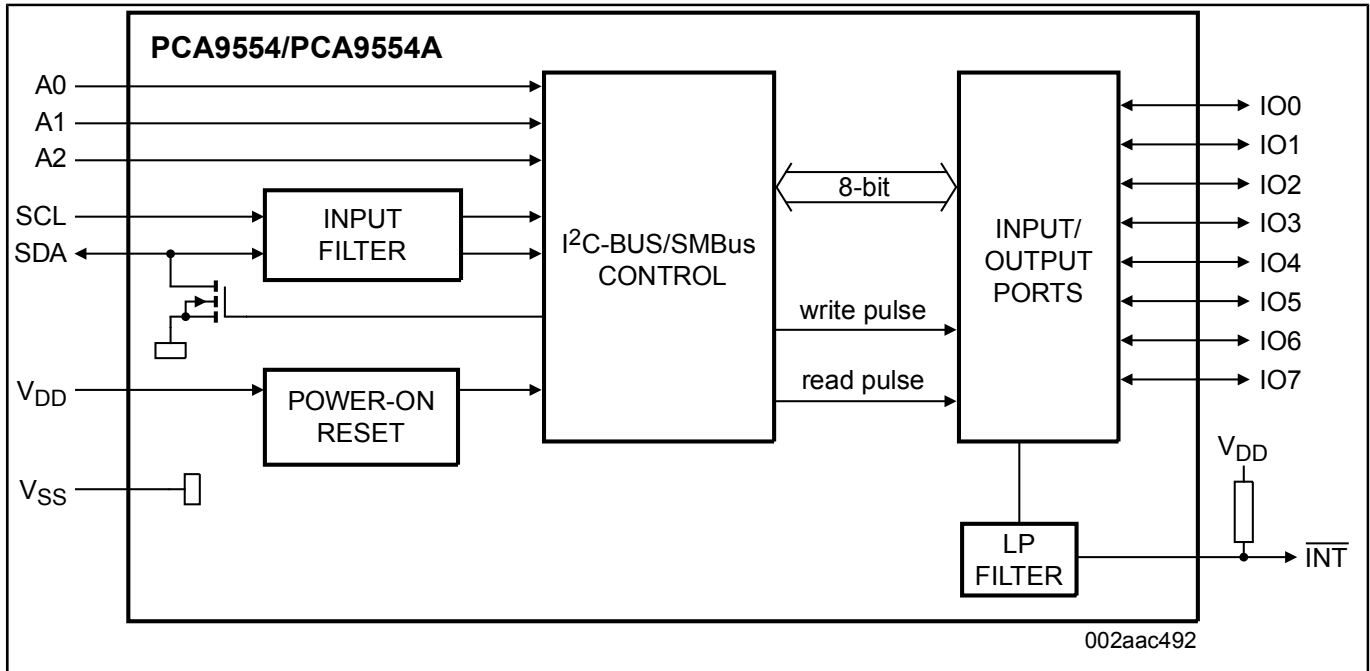 PCA9554/PCA9554A
A0
A1
A2
SCL
SDA
INPUT
FILTER
I²C-BUS/SMBus
CONTROL
8-bit
write pulse
read pulse
INPUT/
OUTPUT
PORTS
IO0
IO1
IO2
IO3
IO4
IO5
IO6
IO7
VDD
POWER-ON
RESET
VSS
VDD
LP
FILTER
INT
002aac492